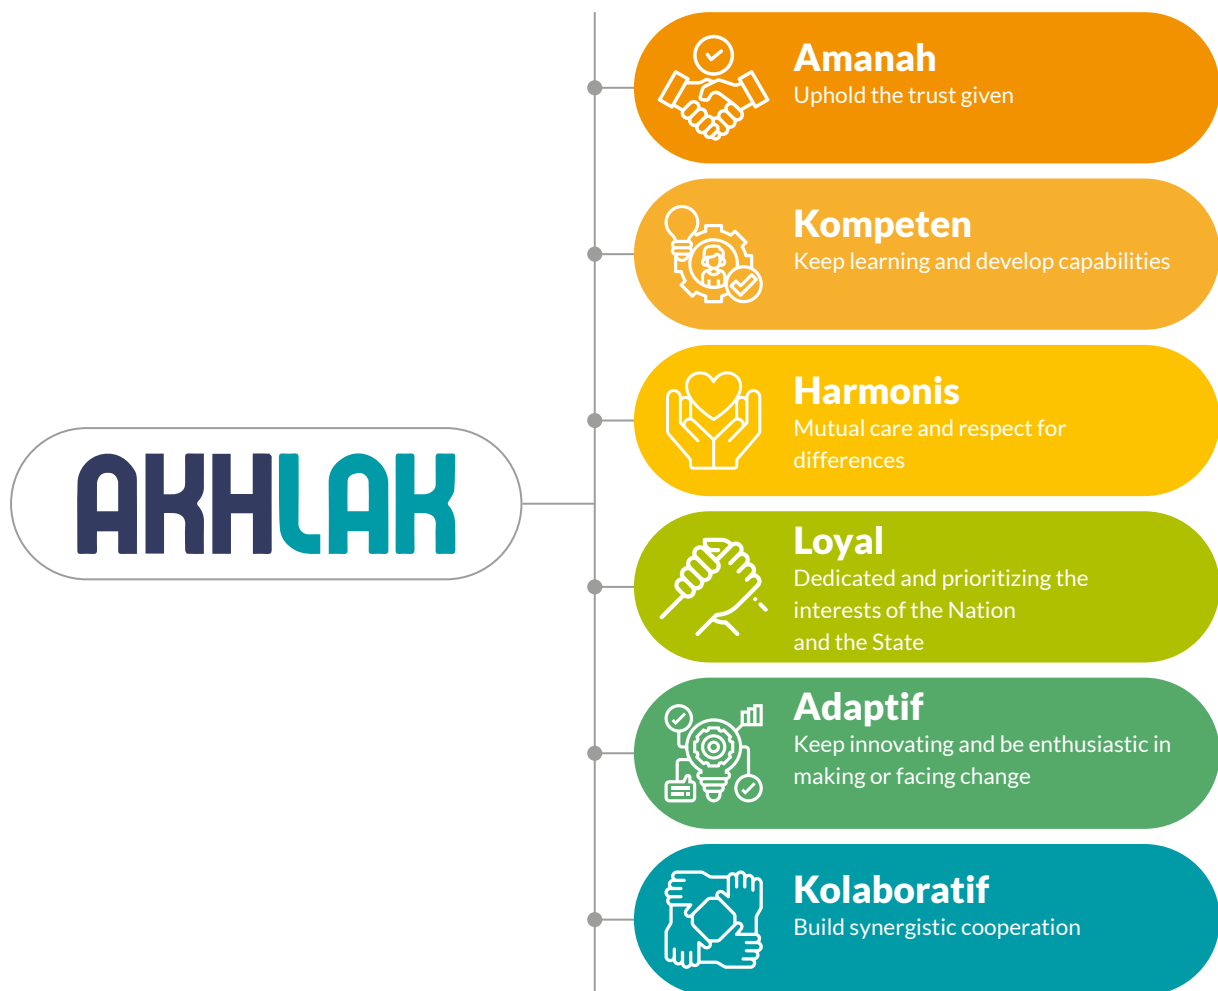 AKHLAK
Amanah
Uphold the trust given
Kompeten
Keep learning and develop capabilities
Harmonis
Mutual care and respect for
differences
Loyal
Dedicated and prioritizing the
interests of the Nation
and the State
Adaptif
Keep innovating and be enthusiastic in
making or facing change
Kolaboratif
Build synergistic cooperation